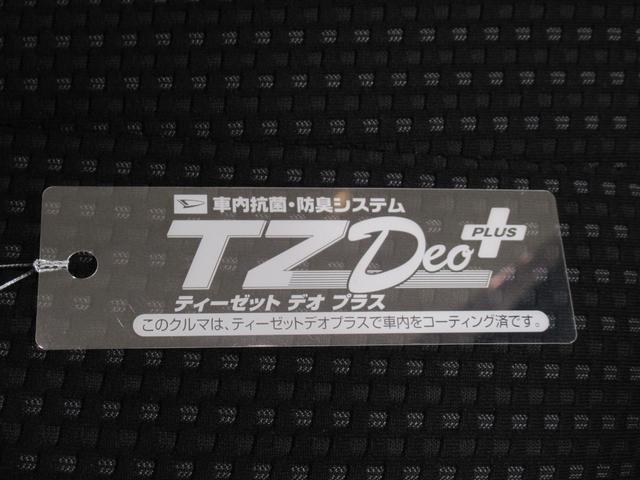 車内抗菌・防臭システム
TZ Deo PLUS
ティーゼット デオ プラス
このクルマは、ティーゼットデオプラスで車内をコーティング済です。